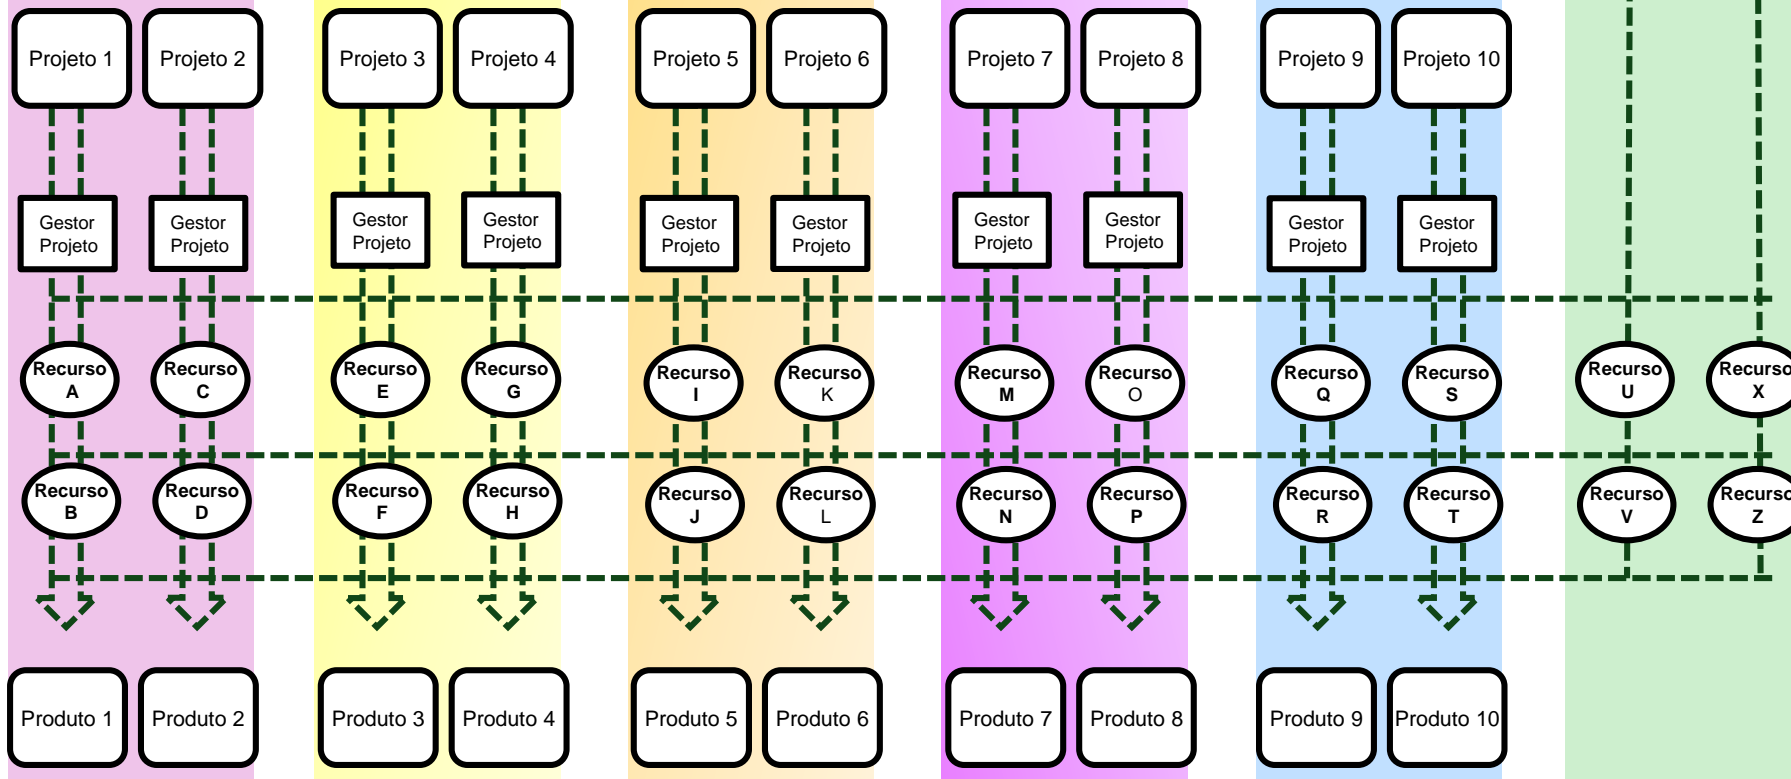 Projeto 1
Projeto 2
Projeto 3
Projeto 4
Projeto 5
Projeto 6
Projeto 7
Projeto 8
Projeto 9
Projeto 10
Gestor
Projeto
Gestor
Projeto
Gestor
Projeto
Gestor
Projeto
Gestor
Projeto
Gestor
Projeto
Gestor
Projeto
Gestor
Projeto
Gestor
Projeto
Gestor
Projeto
Recurso
A
Recurso
C
Recurso
E
Recurso
G
Recurso
I
Recurso
K
Recurso
M
Recurso
O
Recurso
Q
Recurso
S
Recurso
U
Recurso
X
Recurso
B
Recurso
D
Recurso
F
Recurso
H
Recurso
J
Recurso
L
Recurso
N
Recurso
P
Recurso
R
Recurso
T
Recurso
V
Recurso
Z
Produto 1
Produto 2
Produto 3
Produto 4
Produto 5
Produto 6
Produto 7
Produto 8
Produto 9
Produto 10